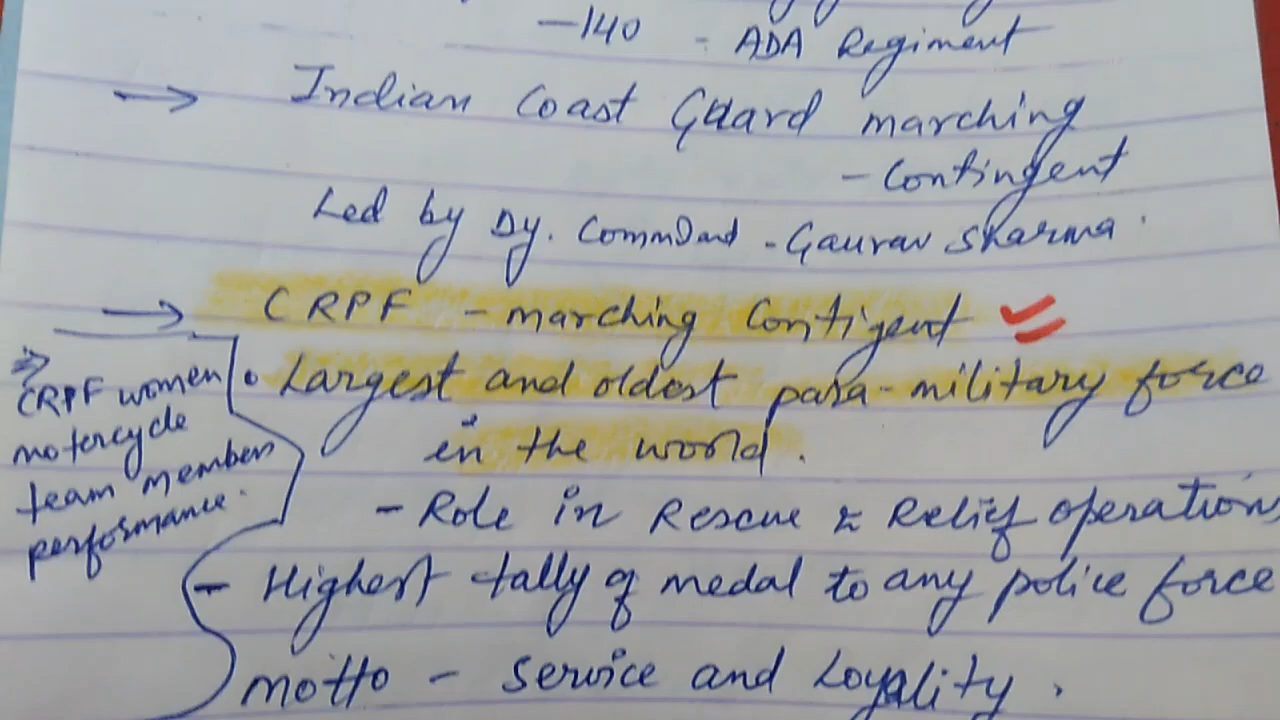 -140 - ADA Regiment
→ Indian Coast Guard marching
- Contingent
Led by Dy. Commdant - Gaurav Sharma.
→ CRPF - marching Contigent
• Largest and oldest para-military force
in the world.
- Role in Rescue & Relief operations
- Highest tally of medal to any police force
motto - Service and Loyality.
⇒
CRPF women
motorcycle
team members
performance.